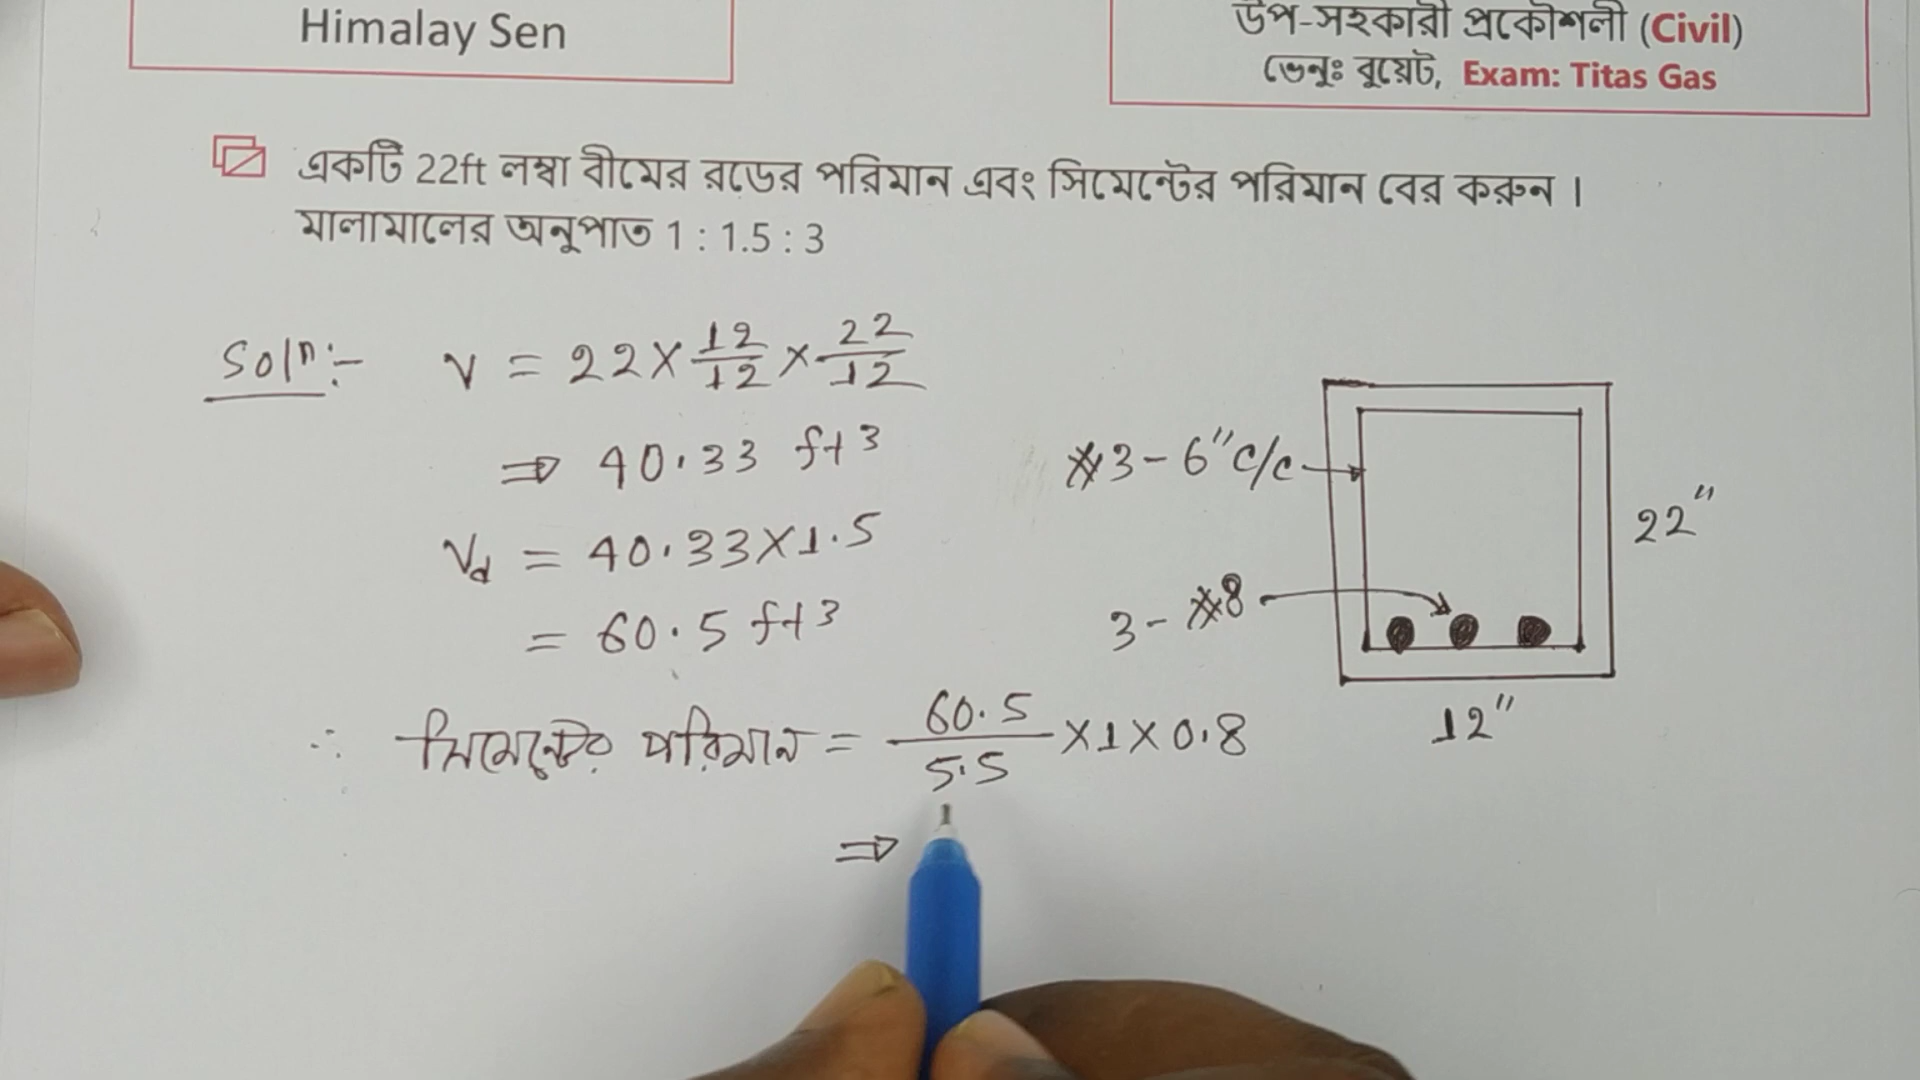 Himalay Sen
উপ-সহকারী প্রকৌশলী (Civil)
ভেনুঃ বুয়েট, Exam: Titas Gas
একটি 22ft লম্বা বীমের রডের পরিমান এবং সিমেন্টের পরিমান বের করুন ।
মালামালের অনুপাত 1 : 1.5 : 3
Soln:- V = 22 × 12/12 × 22/12
⇒ 40.33 ft3
Vd = 40.33×1.5
= 60.5 ft3
∴ সিমেন্টের পরিমান = 60.5/5.5 ×1×0.8
⇒
#3-6"c/c
22"
3-#8
12"